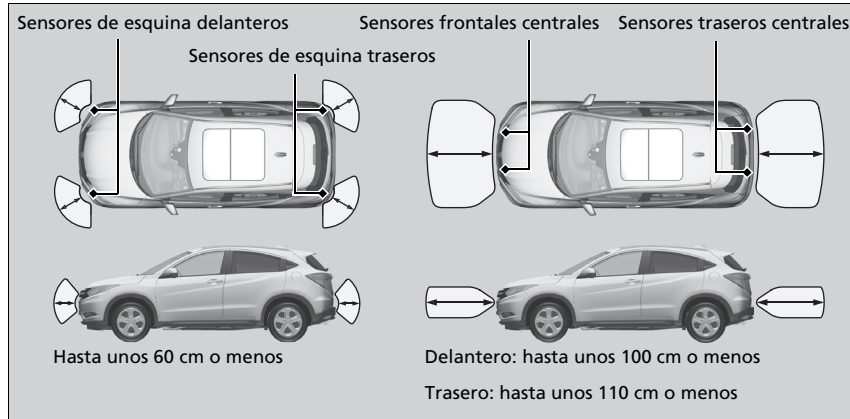 Sensores de esquina delanteros
Sensores de esquina traseros
Sensores frontales centrales
Sensores traseros centrales
Hasta unos 60 cm o menos
Delantero: hasta unos 100 cm o menos
Trasero: hasta unos 110 cm o menos